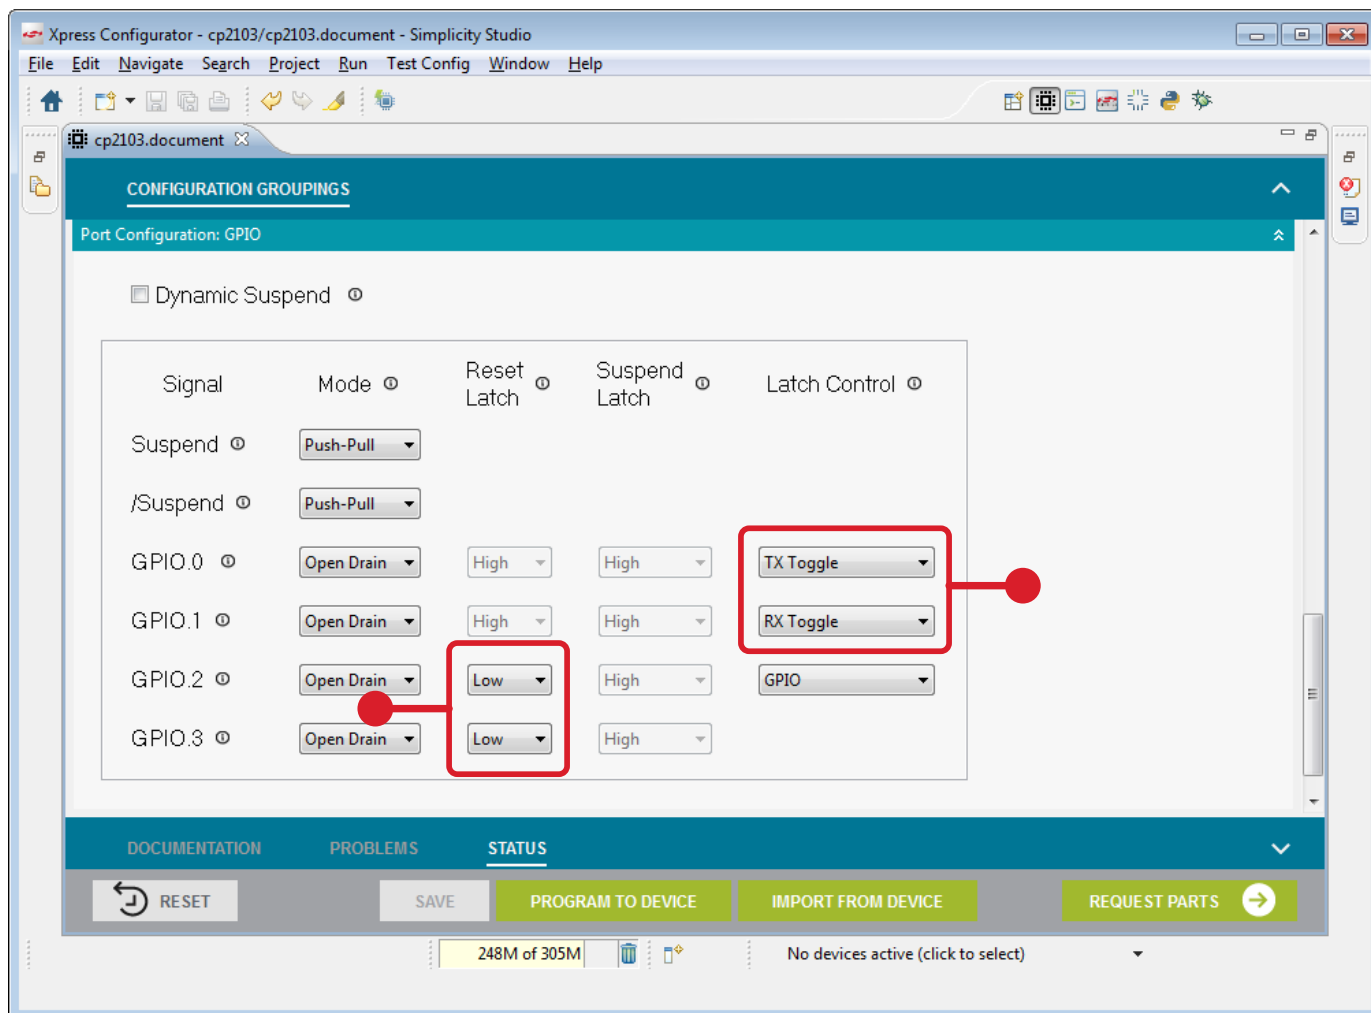 Xpress Configurator - cp2103/cp2103.document - Simplicity Studio
File Edit Navigate Search Project Run Test Config Window Help
cp2103.document
CONFIGURATION GROUPINGS
Port Configuration: GPIO
Dynamic Suspend
Signal Mode Reset Latch Suspend Latch Latch Control
Suspend Push-Pull
/Suspend Push-Pull
GPIO.0 Open Drain High High TX Toggle
GPIO.1 Open Drain High High RX Toggle
GPIO.2 Open Drain Low High GPIO
GPIO.3 Open Drain Low High
DOCUMENTATION PROBLEMS STATUS
RESET SAVE PROGRAM TO DEVICE IMPORT FROM DEVICE REQUEST PARTS
248M of 305M No devices active (click to select)